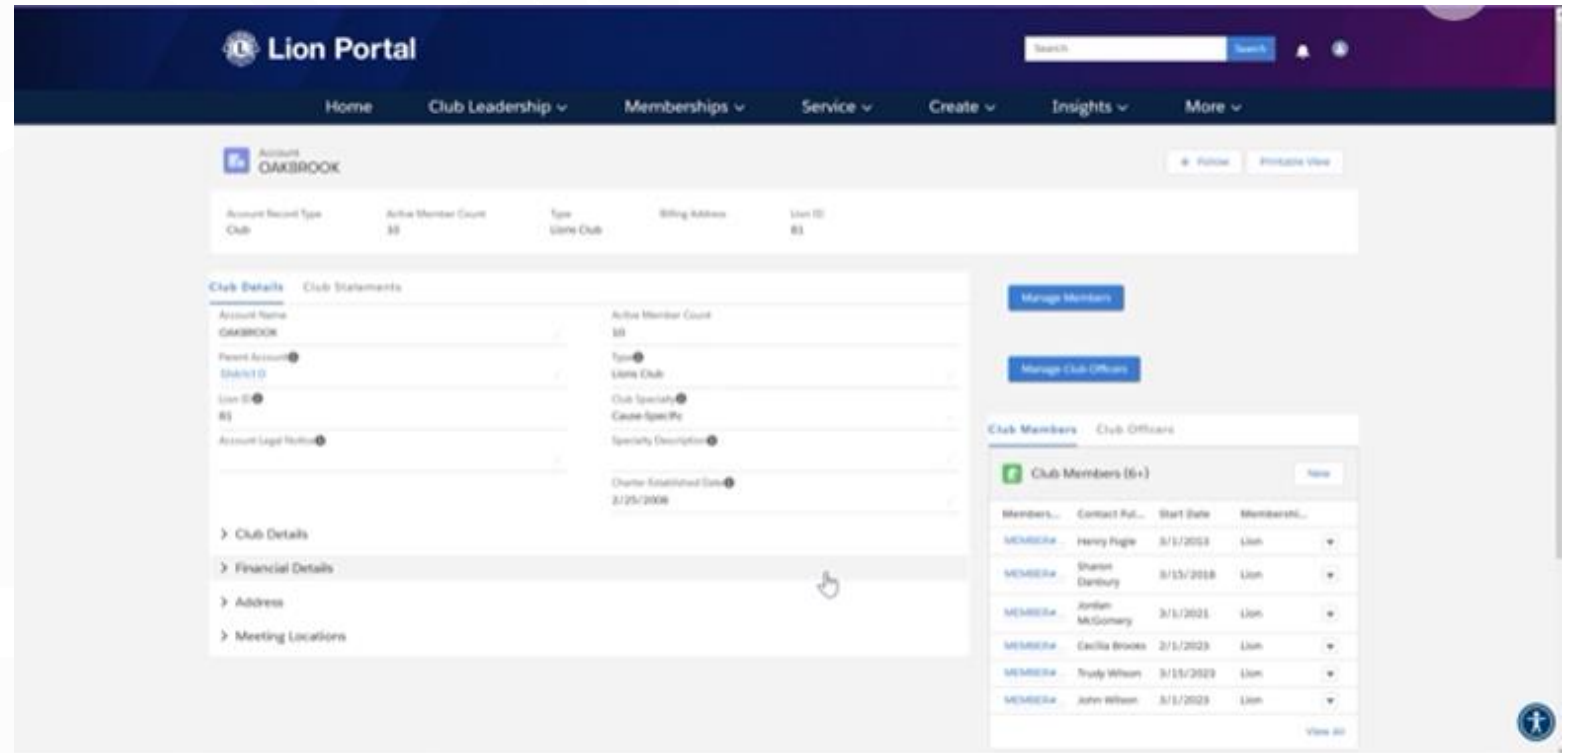 Lion Portal
Search
Search
Home
Club Leadership
Memberships
Service
Create
Insights
More
Account
OAKBROOK
+ Follow
Printable View
Account Record Type
Active Member Count
Type
Billing Address
Lion ID
Club
10
Lions Club
81
Club Details
Club Statements
Account Name
OAKBROOK
Active Member Count
10
Parent Account
District D
Type
Lions Club
Lion ID
81
Club Specialty
Cause-Specific
Account Legal Notice
Specialty Description
Charter Established Date
2/25/2008
Club Details
Financial Details
Address
Meeting Locations
Manage Members
Manage Club Officers
Club Members
Club Officers
Club Members (6+)
New
Members...
Contact Ful...
Start Date
Membershi...
Henry Fogle
3/1/2013
Lion
Sharon
Danbury
3/15/2018
Lion
Jordan
McGomery
3/1/2021
Lion
Cecilia Brooks
2/1/2023
Lion
Trudy Wilson
3/15/2023
Lion
John Wilson
3/1/2023
Lion
View All